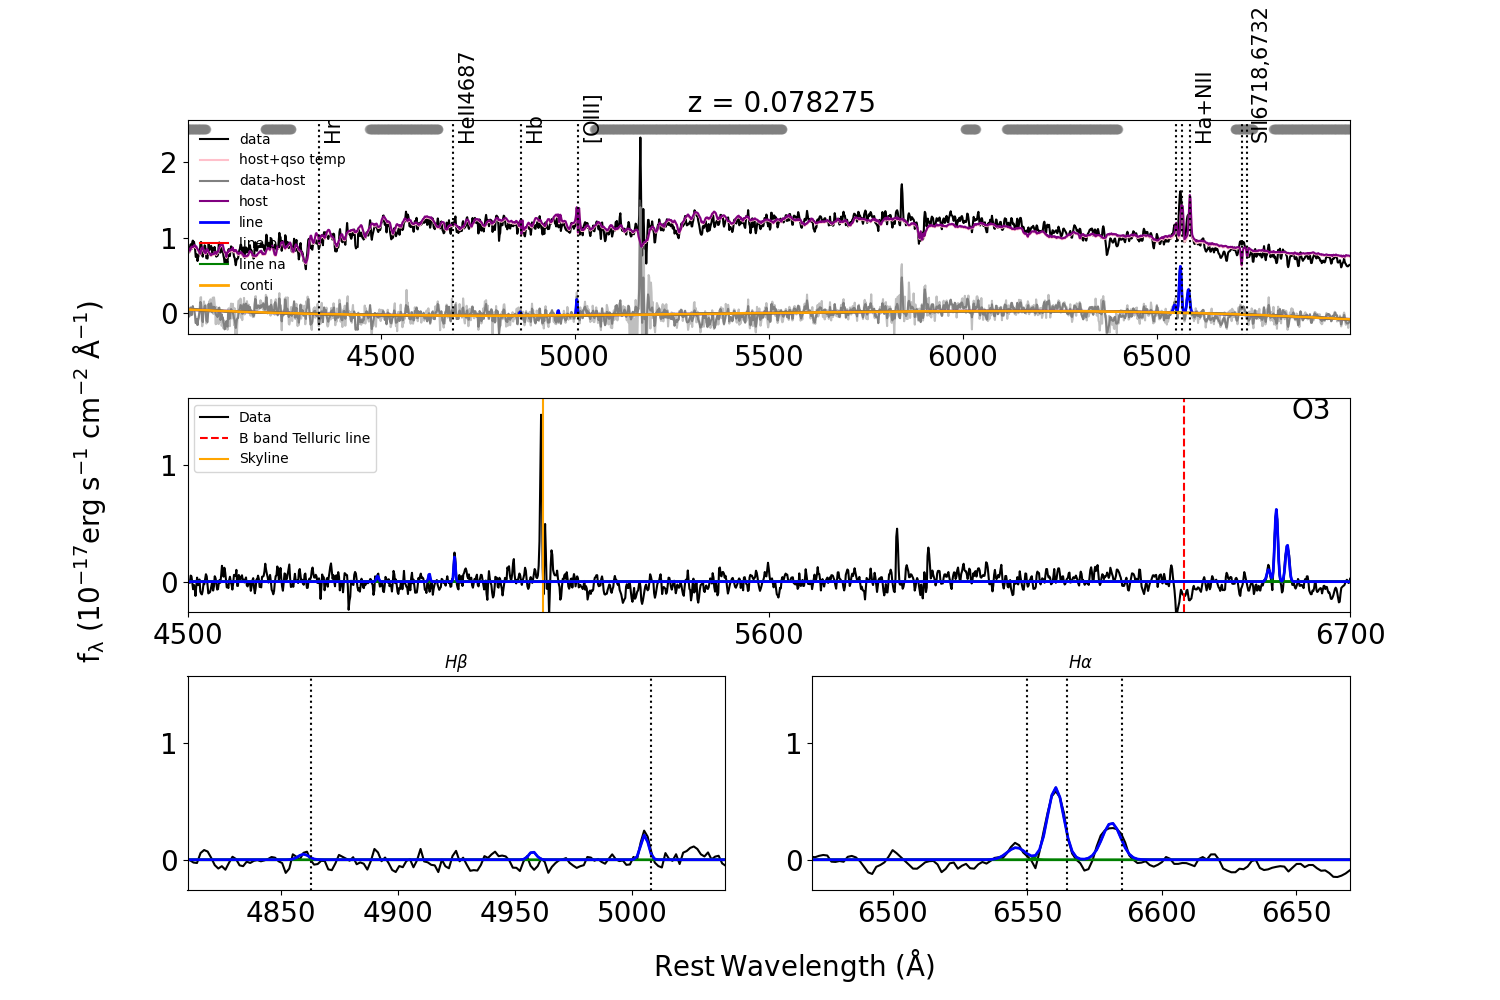 z = 0.078275
Hr
HeII4687
Hb
[OIII]
Ha+NII
SII6718,6732
data
host+qso temp
data-host
host
line
line na
conti
2
1
0
4500 5000 5500 6000 6500
f_λ (10^−17 erg s^−1 cm^−2 Å^−1)
O3
Data
B band Telluric line
Skyline
1
0
4500 5600 6700
Hβ
1
0
4850 4900 4950 5000
Hα
1
0
6500 6550 6600 6650
Rest Wavelength (Å)